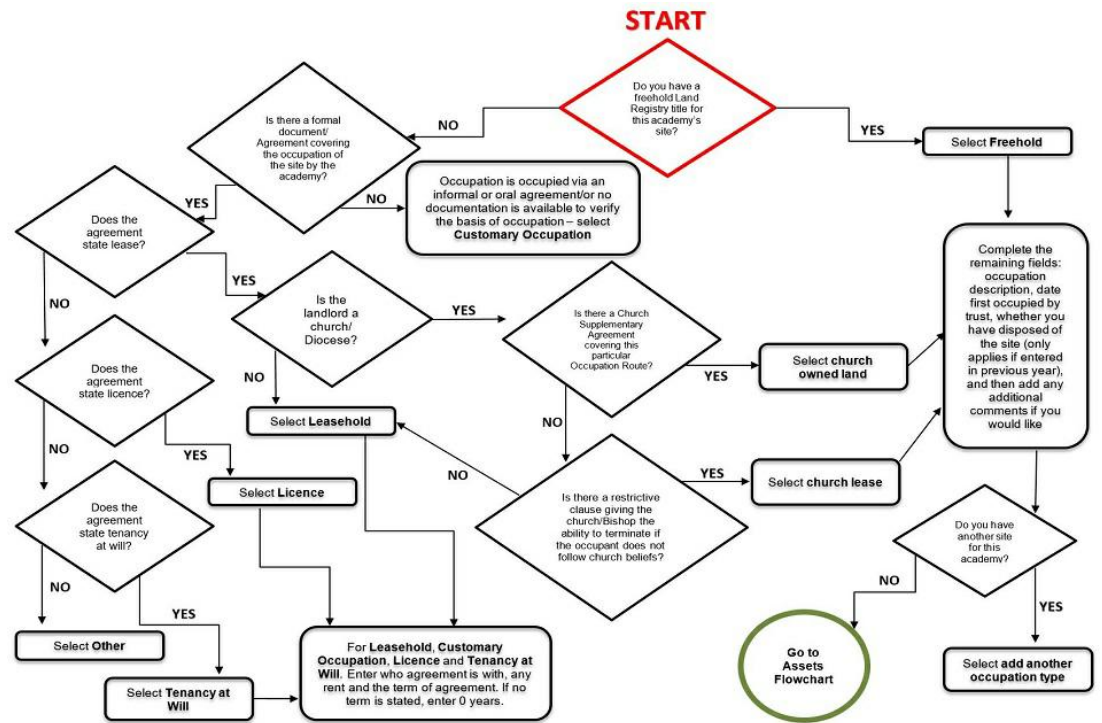 START
Do you have a
freehold Land
Registry title for
this academy's
site?
NO
YES
Is there a formal
document/
Agreement covering
the occupation of
the site by the
academy?
Select Freehold
YES
NO
Occupation is occupied via an
informal or oral agreement/or no
documentation is available to verify
the basis of occupation – select
Customary Occupation
Does the
agreement
state lease?
NO
YES
Is the
landlord a
church/
Diocese?
YES
NO
Is there a Church
Supplementary
Agreement
covering this
particular
Occupation Route?
YES
NO
Select church
owned land
Complete the
remaining fields:
occupation
description, date
first occupied by
trust, whether you
have disposed of
the site (only
applies if entered
in previous year),
and then add any
additional
comments if you
would like
Does the
agreement
state licence?
NO
YES
Select Leasehold
Select Licence
NO
Is there a restrictive
clause giving the
church/Bishop the
ability to terminate if
the occupant does not
follow church beliefs?
YES
Select church lease
Does the
agreement
state tenancy
at will?
NO
YES
Do you have
another site
for this
academy?
NO
YES
Select Other
Select Tenancy at
Will
For Leasehold, Customary
Occupation, Licence and Tenancy at
Will. Enter who agreement is with, any
rent and the term of agreement. If no
term is stated, enter 0 years.
Go to
Assets
Flowchart
Select add another
occupation type